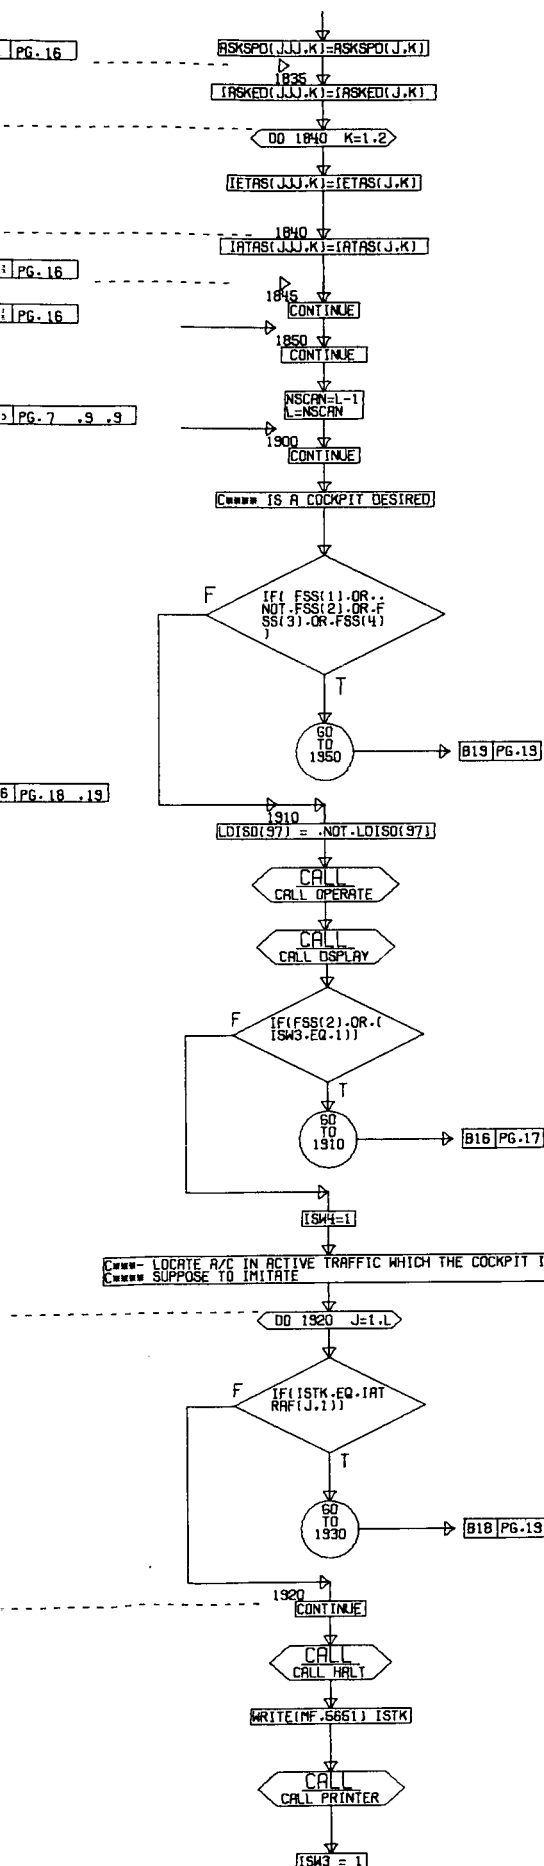 ASKSPD(JJJ,K)=ASKSPD(J,K)
PG. 16
1835
IASKED(JJJ,K)=IASKED(J,K)
DO 1840 K=1,2
IETAS(JJJ,K)=IETAS(J,K)
1840
IATAS(JJJ,K)=IATAS(J,K)
PG. 16
1845
CONTINUE
PG. 16
1850
CONTINUE
NSCAN=L-1
L=NSCAN
PG. 7 .9 .9
1900
CONTINUE
C**** IS A COCKPIT DESIRED
IF( FSS(1).OR..
NOT.FSS(2).OR.F
SS(3).OR.FSS(4)
)
F
T
GO
TO
1950
B19 PG.19
6 PG.18 .19
1910
LDISD(97) = .NOT.LDISD(97)
CALL
CALL OPERATE
CALL
CALL DSPLAY
IF(FSS(2).OR.(
ISW3.EQ.1))
F
T
GO
TO
1910
B16 PG.17
ISW4=1
C***- LOCATE A/C IN ACTIVE TRAFFIC WHICH THE COCKPIT I
C**** SUPPOSE TO IMITATE
DO 1920 J=1,L
IF(ISTK.EQ.IAT
RAF(J,1))
F
T
GO
TO
1930
B18 PG.19
1920
CONTINUE
CALL
CALL HALT
WRITE(MF,6651) ISTK
CALL
CALL PRINTER
ISW3 = 1